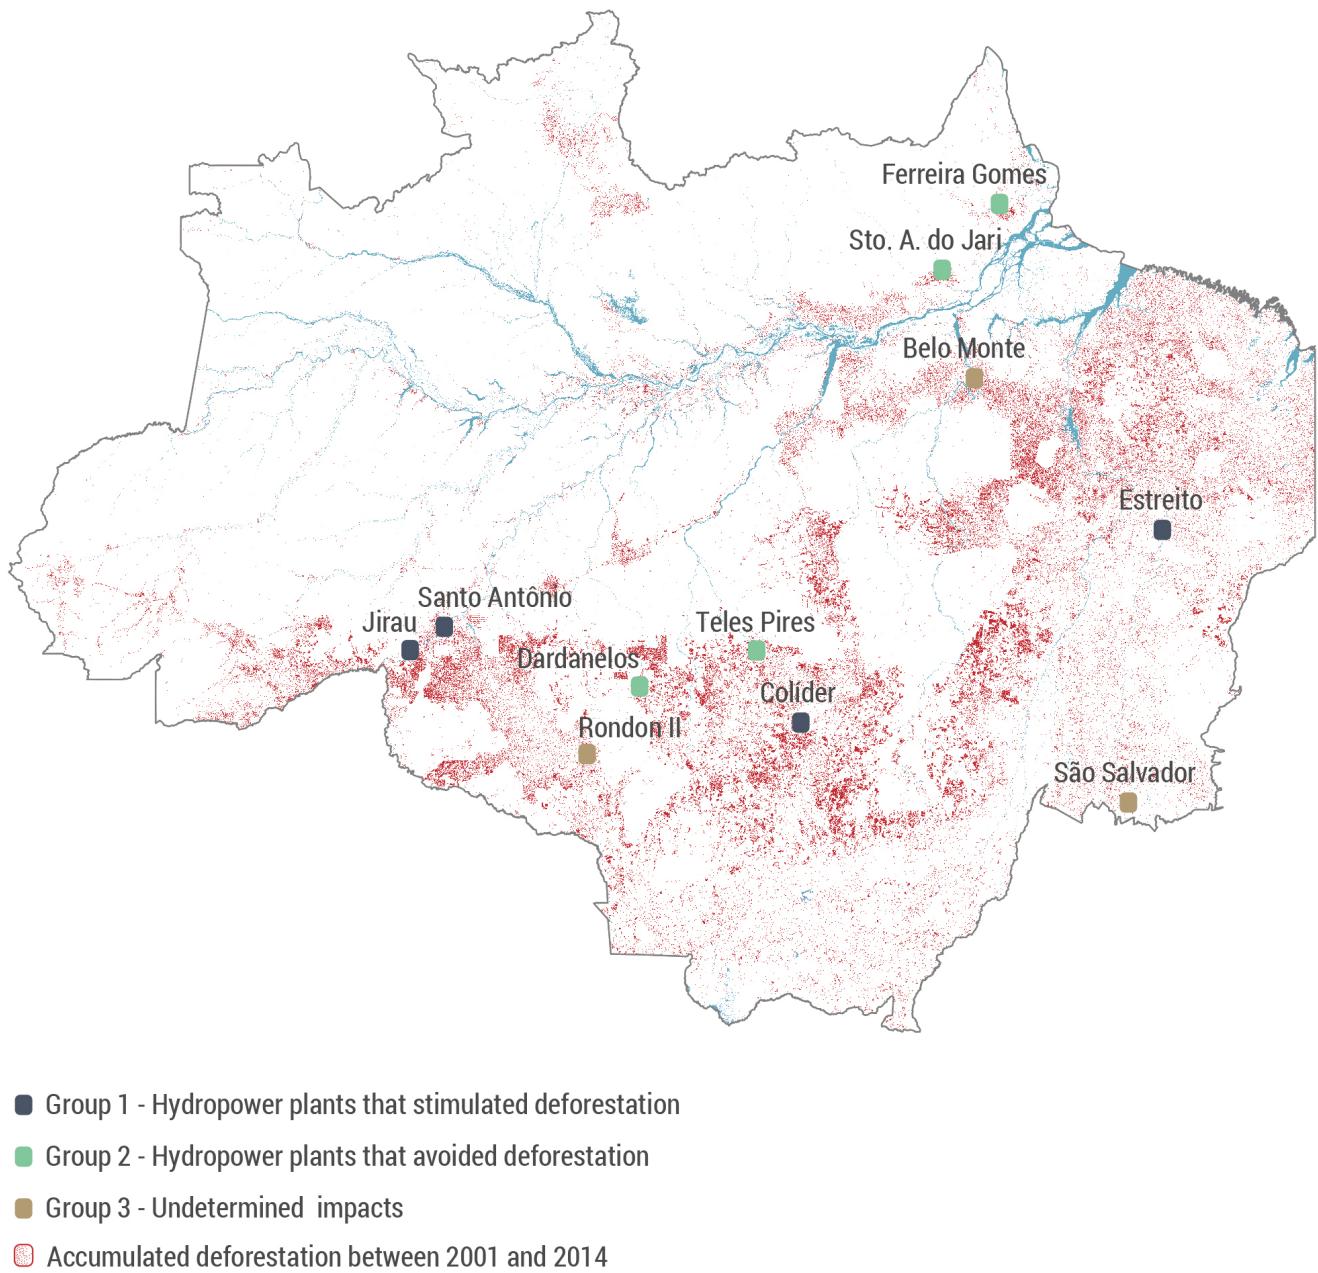 Ferreira Gomes
Sto. A. do Jari
Belo Monte
Estreito
Santo Antônio
Jirau
Teles Pires
Dardanelos
Colíder
Rondon II
São Salvador
Group 1 - Hydropower plants that stimulated deforestation
Group 2 - Hydropower plants that avoided deforestation
Group 3 - Undetermined impacts
Accumulated deforestation between 2001 and 2014